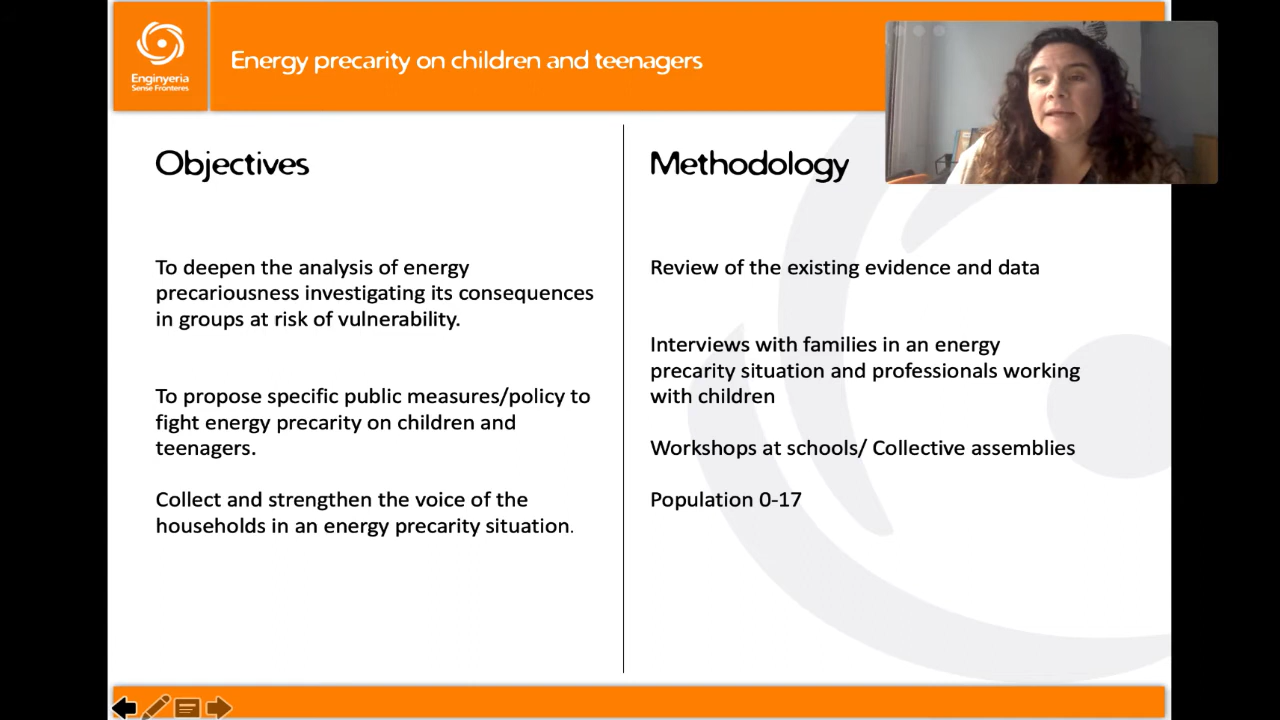 Enginyeria
Sense Fronteres
Energy precarity on children and teenagers
Objectives
To deepen the analysis of energy
precariousness investigating its consequences
in groups at risk of vulnerability.
To propose specific public measures/policy to
fight energy precarity on children and
teenagers.
Collect and strengthen the voice of the
households in an energy precarity situation.
Methodology
Review of the existing evidence and data
Interviews with families in an energy
precarity situation and professionals working
with children
Workshops at schools/ Collective assemblies
Population 0-17